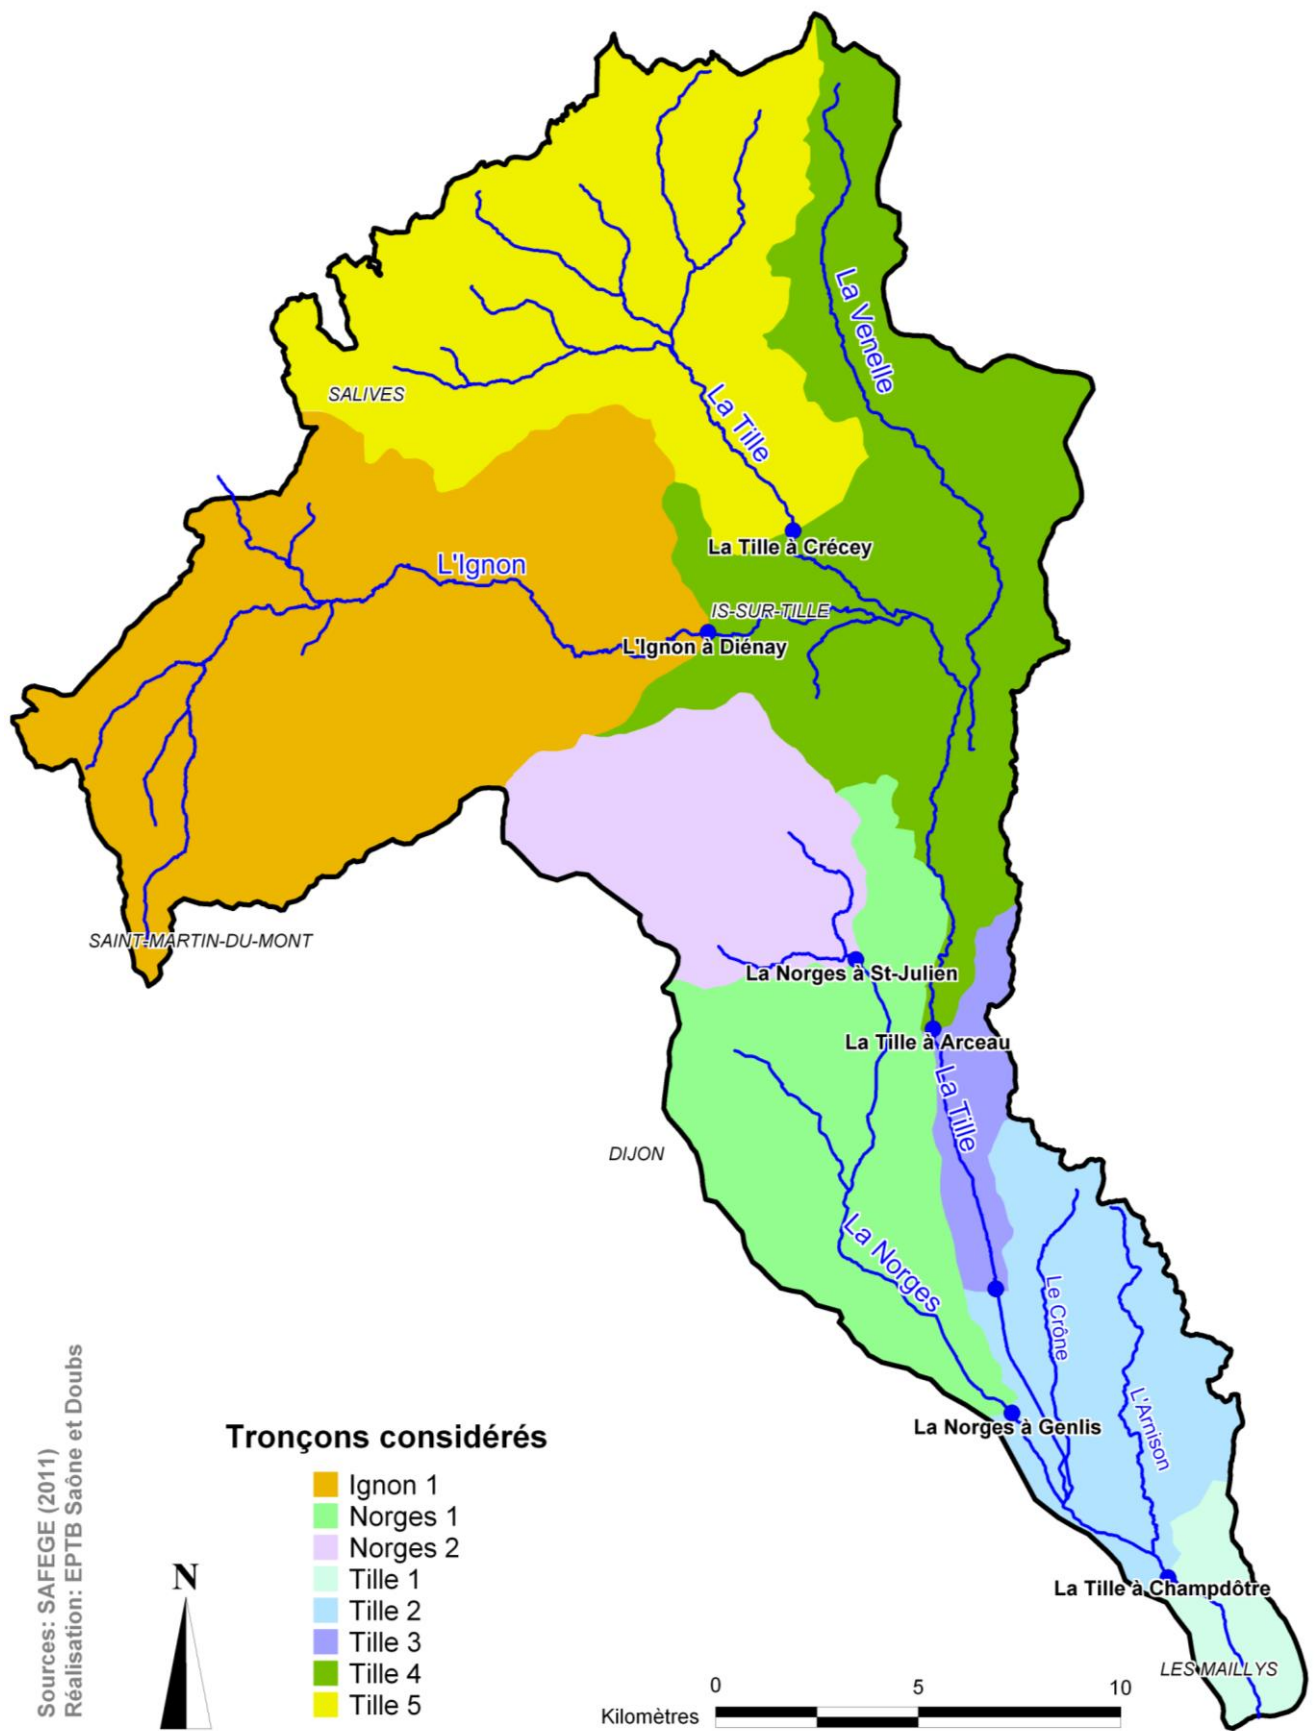 La Venelle
SALIVES
La Tille
La Tille à Crécey
L'Ignon
IS-SUR-TILLE
L'Ignon à Diénay
SAINT-MARTIN-DU-MONT
La Norges à St-Julien
La Tille à Arceau
La Tille
DIJON
La Norges
Le Crône
L'Arnison
La Norges à Genlis
La Tille à Champdôtre
LES MAILLYS
Tronçons considérés
Ignon 1
Norges 1
Norges 2
Tille 1
Tille 2
Tille 3
Tille 4
Tille 5
N
Sources: SAFEGE (2011)
Réalisation: EPTB Saône et Doubs
0 5 10
Kilomètres